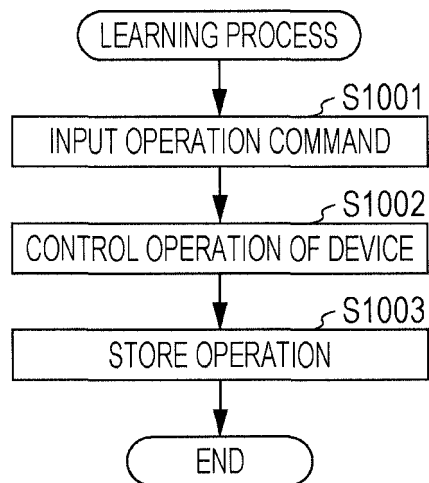 LEARNING PROCESS
S1001
INPUT OPERATION COMMAND
S1002
CONTROL OPERATION OF DEVICE
S1003
STORE OPERATION
END